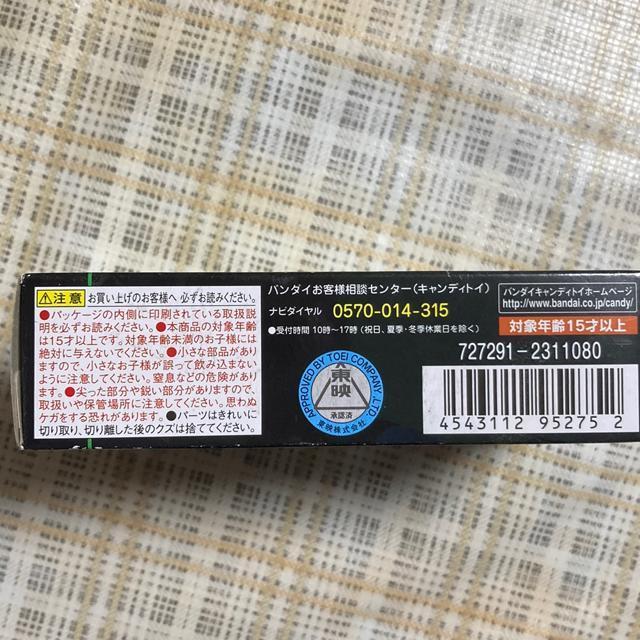 ⚠注意 お買い上げのお客様へ 必ずお読みください。
●パッケージの内側に印刷されている取扱説
明を必ずお読みください。●本商品の対象年齢
は15才以上です。対象年齢未満のお子様には
絶対に与えないでください。●小さな部品があり
ますので、小さなお子様が誤って飲み込まない
ように注意してください。窒息などの危険があり
ます。●尖った部分や鋭い部分がありますので
取扱いや保管場所に注意してください。思わぬ
ケガをする恐れがあります。●パーツはきれいに
切り取り、切り離した後のクズは捨ててください。
バンダイお客様相談センター(キャンディトイ)
ナビダイヤル 0570-014-315
●受付時間 10時〜17時(祝日、夏季・冬季休業日を除く)
APPROVED BY TOEI COMPANY, LTD.
東映
承認済
東映株式会社
バンダイキャンディトイホームページ
http://www.bandai.co.jp/candy/
対象年齢15才以上
727291-2311080
4543112 952752